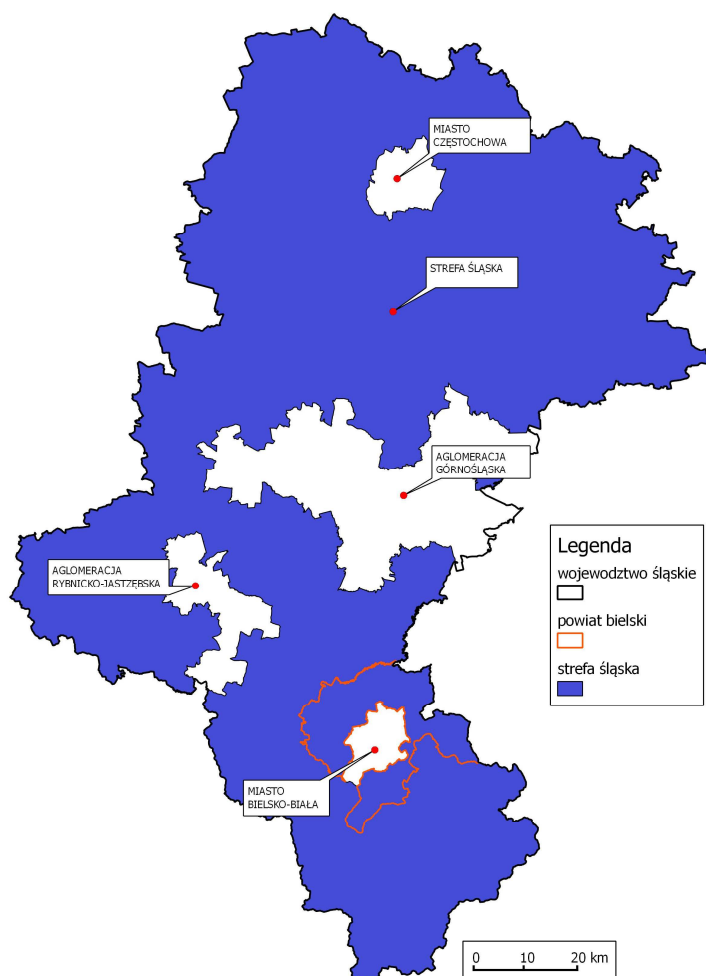 MIASTO
CZĘSTOCHOWA
STREFA ŚLĄSKA
AGLOMERACJA
GÓRNOŚLĄSKA
AGLOMERACJA
RYBNICKO-JASTRZĘBSKA
MIASTO
BIELSKO-BIAŁA
Legenda
wojewodztwo śląskie
powiat bielski
strefa śląska
0 10 20 km